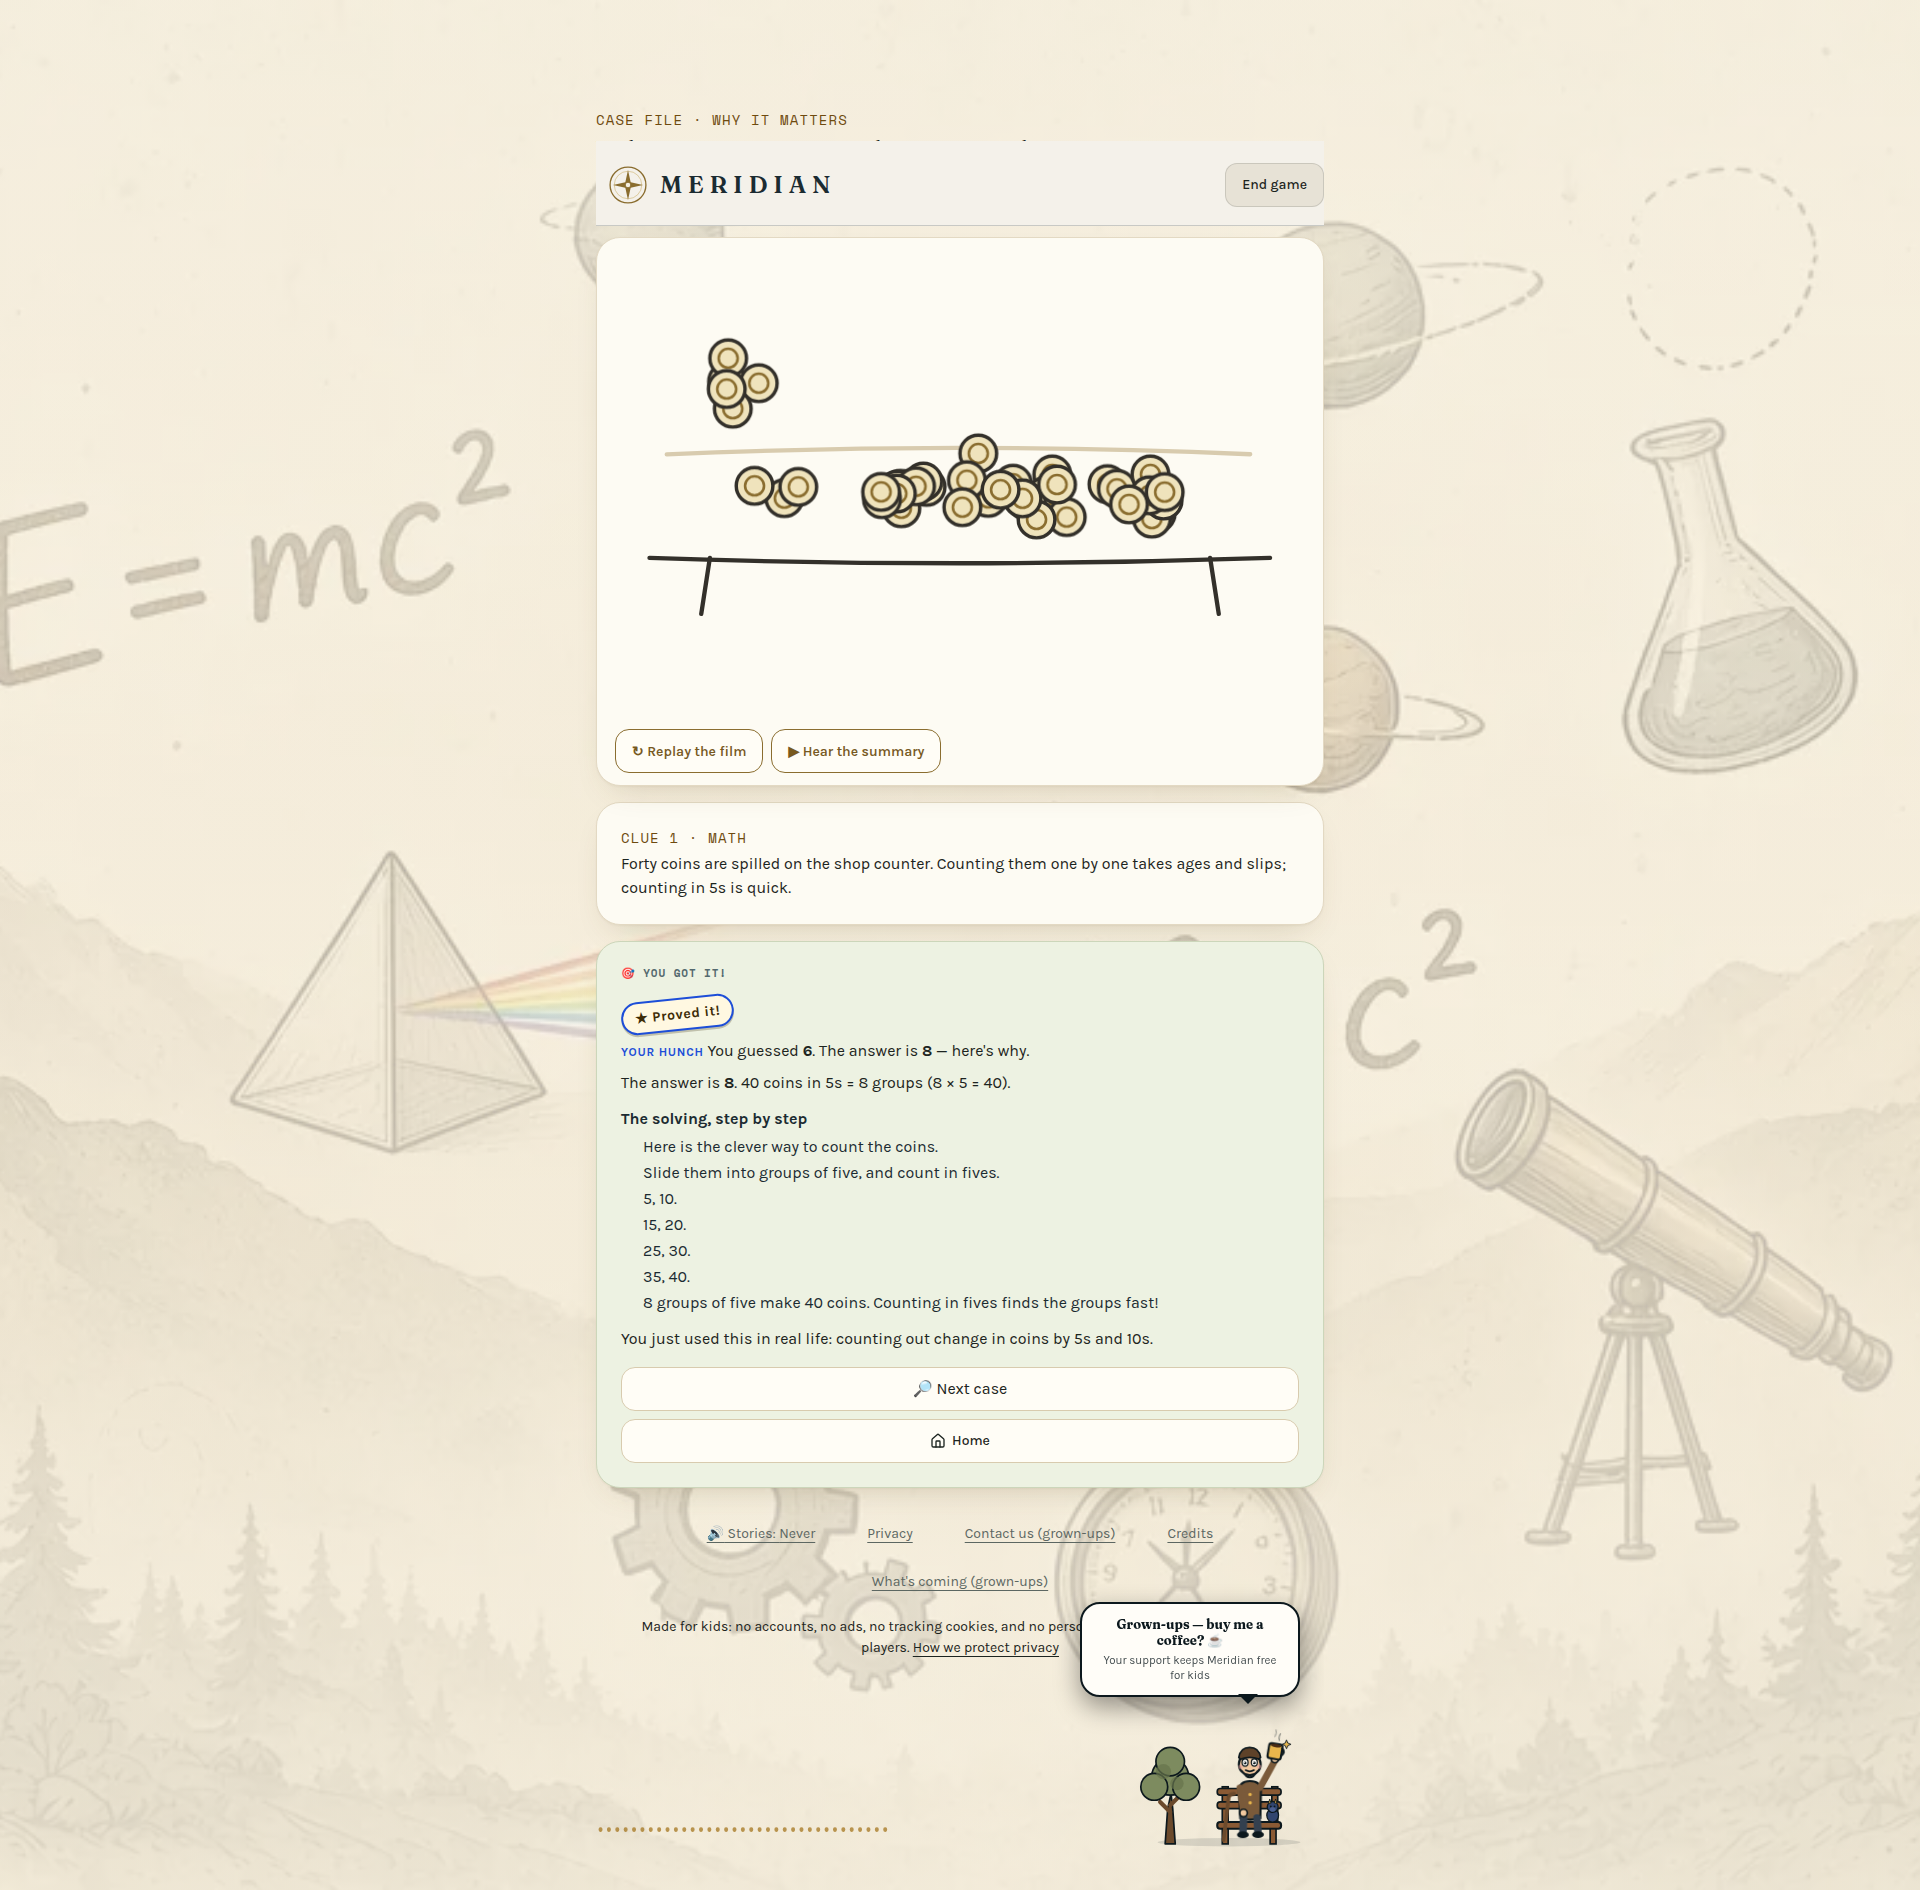 CASE FILE · WHY IT MATTERS
MERIDIAN
End game
↻ Replay the film
▶ Hear the summary
CLUE 1 · MATH
Forty coins are spilled on the shop counter. Counting them one by one takes ages and slips;
counting in 5s is quick.
🎯 YOU GOT IT!
★ Proved it!
YOUR HUNCH You guessed 6. The answer is 8 — here's why.
The answer is 8. 40 coins in 5s = 8 groups (8 × 5 = 40).
The solving, step by step
Here is the clever way to count the coins.
Slide them into groups of five, and count in fives.
5, 10.
15, 20.
25, 30.
35, 40.
8 groups of five make 40 coins. Counting in fives finds the groups fast!
You just used this in real life: counting out change in coins by 5s and 10s.
🔎 Next case
Home
🔊 Stories: Never
Privacy
Contact us (grown-ups)
Credits
What's coming (grown-ups)
Made for kids: no accounts, no ads, no tracking cookies, and no
players. How we protect privacy
Grown-ups — buy me a
coffee? ☕
Your support keeps Meridian free
for kids
E = mc²
c²